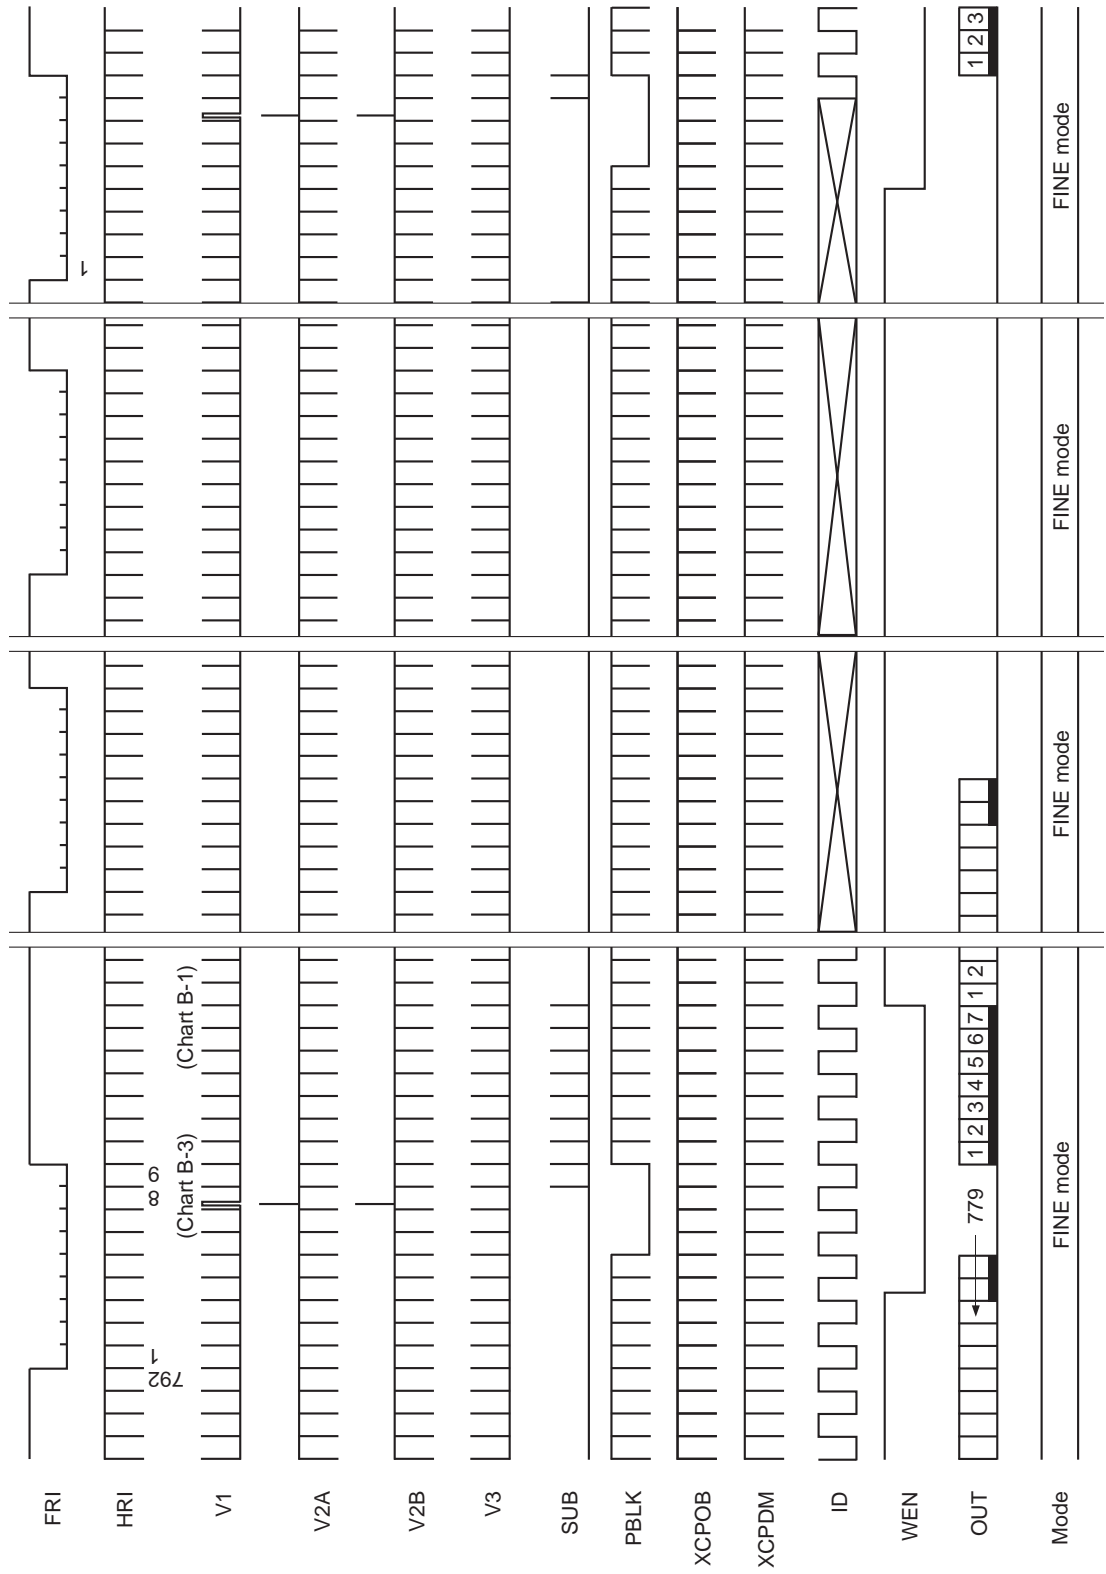 FRI
HRI
792
1
8
9
V1
(Chart B-3)
(Chart B-1)
V2A
V2B
V3
SUB
PBLK
XCPOB
XCPDM
ID
WEN
OUT
779
1 2 3 4 5 6 7 1 2
1
1 2 3
Mode
FINE mode
FINE mode
FINE mode
FINE mode